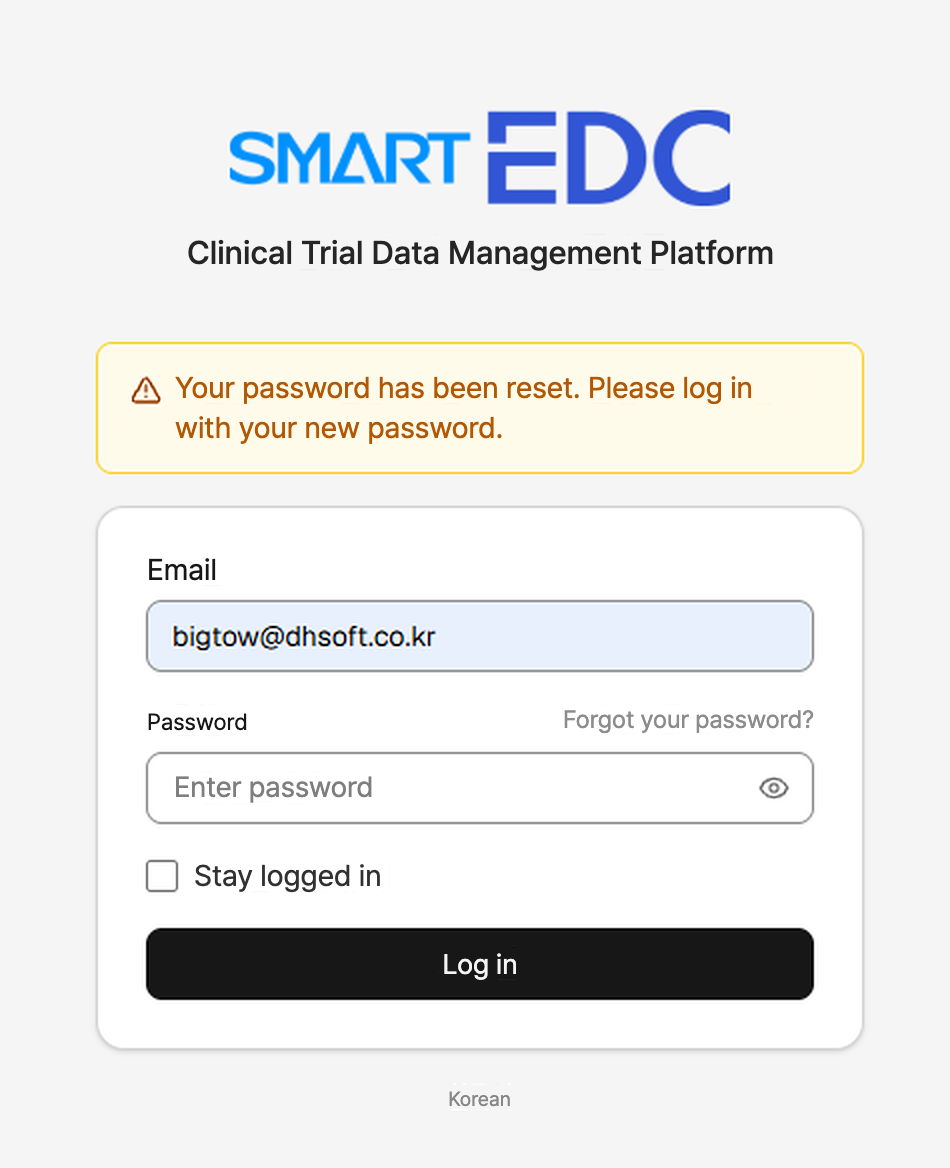 SMART EDC
Clinical Trial Data Management Platform
Your password has been reset. Please log in
with your new password.
Email
bigtow@dhsoft.co.kr
Password
Forgot your password?
Enter password
Stay logged in
Log in
Korean